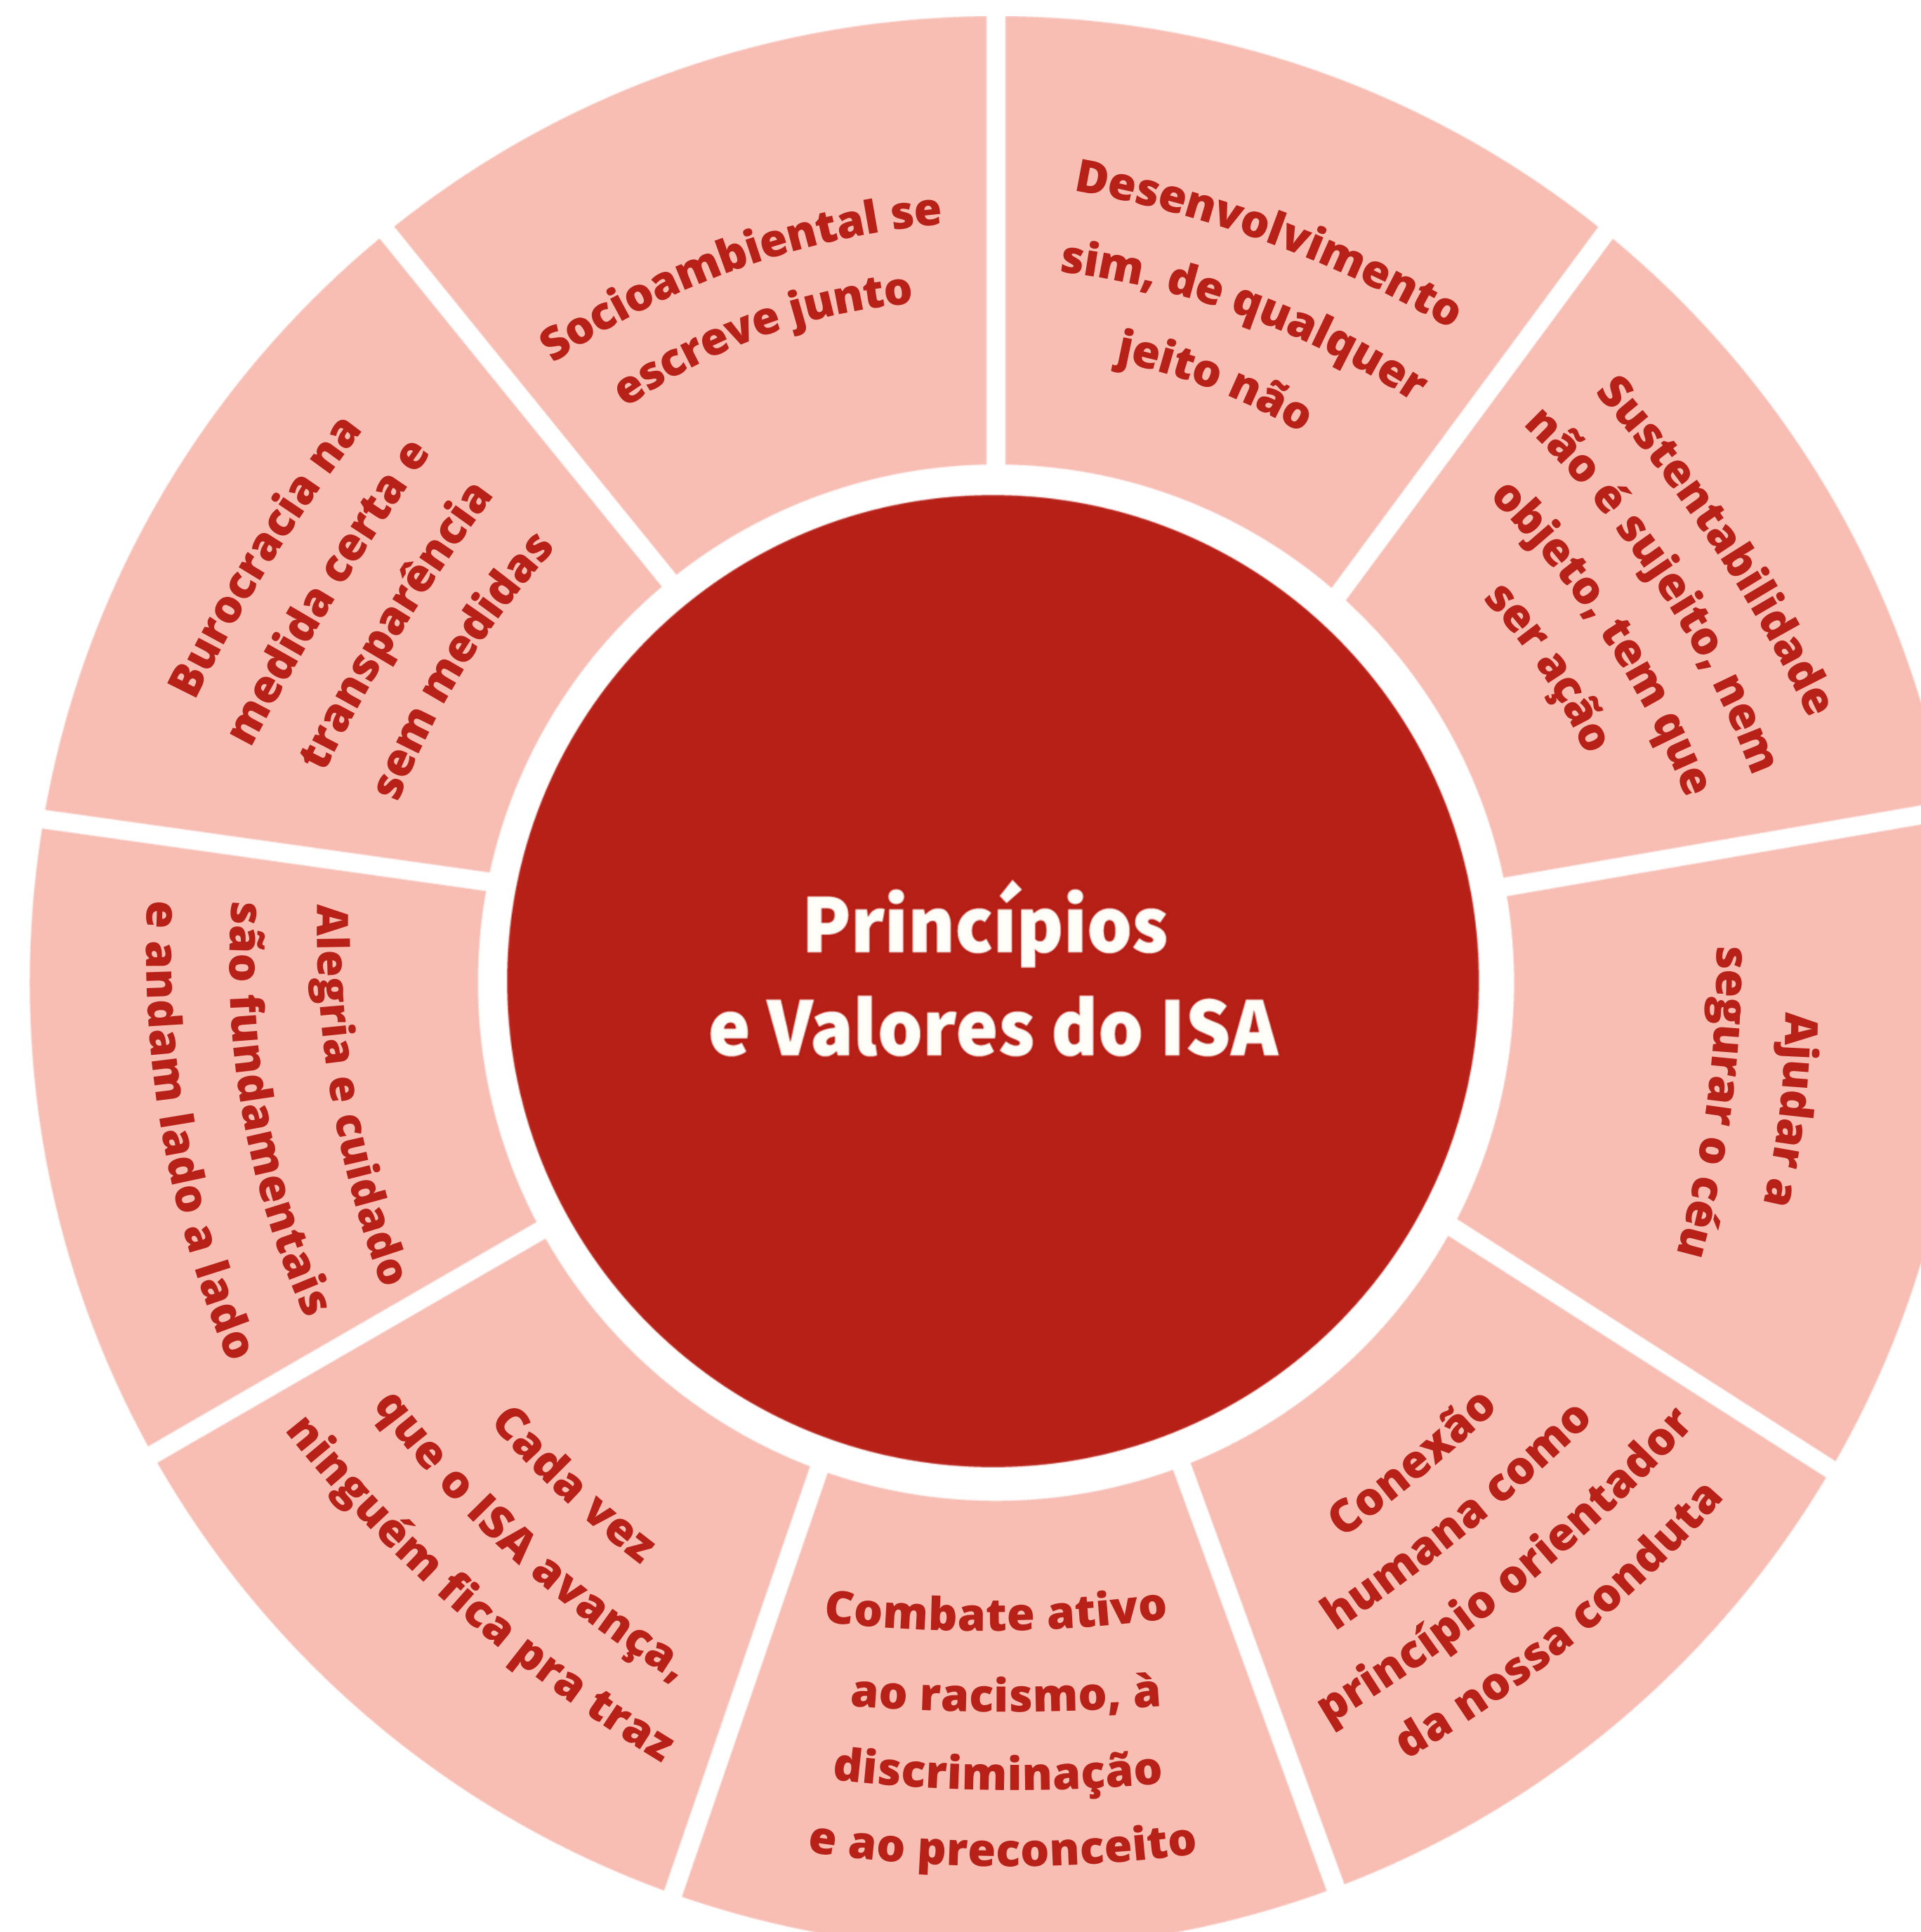 Princípios
e Valores do ISA
Desenvolvimento
sim, de qualquer
jeito não
Sustentabilidade
não é sujeito, nem
objeto, tem que
ser ação
Ajudar a
segurar o céu
Conexão
humana como
princípio orientador
da nossa conduta
Combate ativo
ao racismo, à
discriminação
e ao preconceito
Cada vez
que o ISA avança,
ninguém fica pra traz
Alegria e cuidado
são fundamentais
e andam lado a lado
Burocracia na
medida certa e
transparência
sem medidas
Socioambiental se
escreve junto